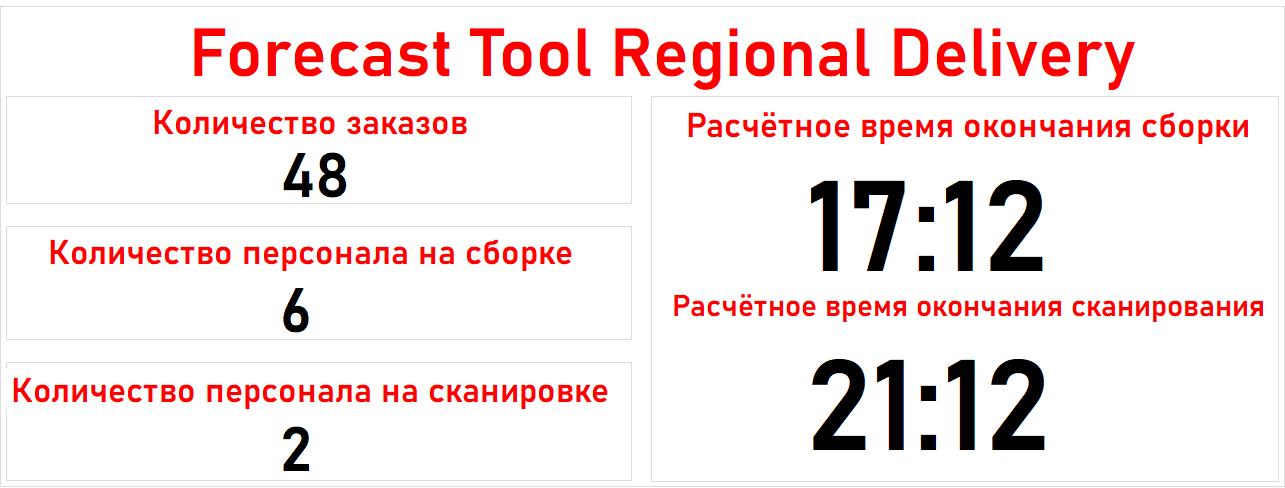 Forecast Tool Regional Delivery
Количество заказов
48
Количество персонала на сборке
6
Количество персонала на сканировке
2
Расчётное время окончания сборки
17:12
Расчётное время окончания сканирования
21:12